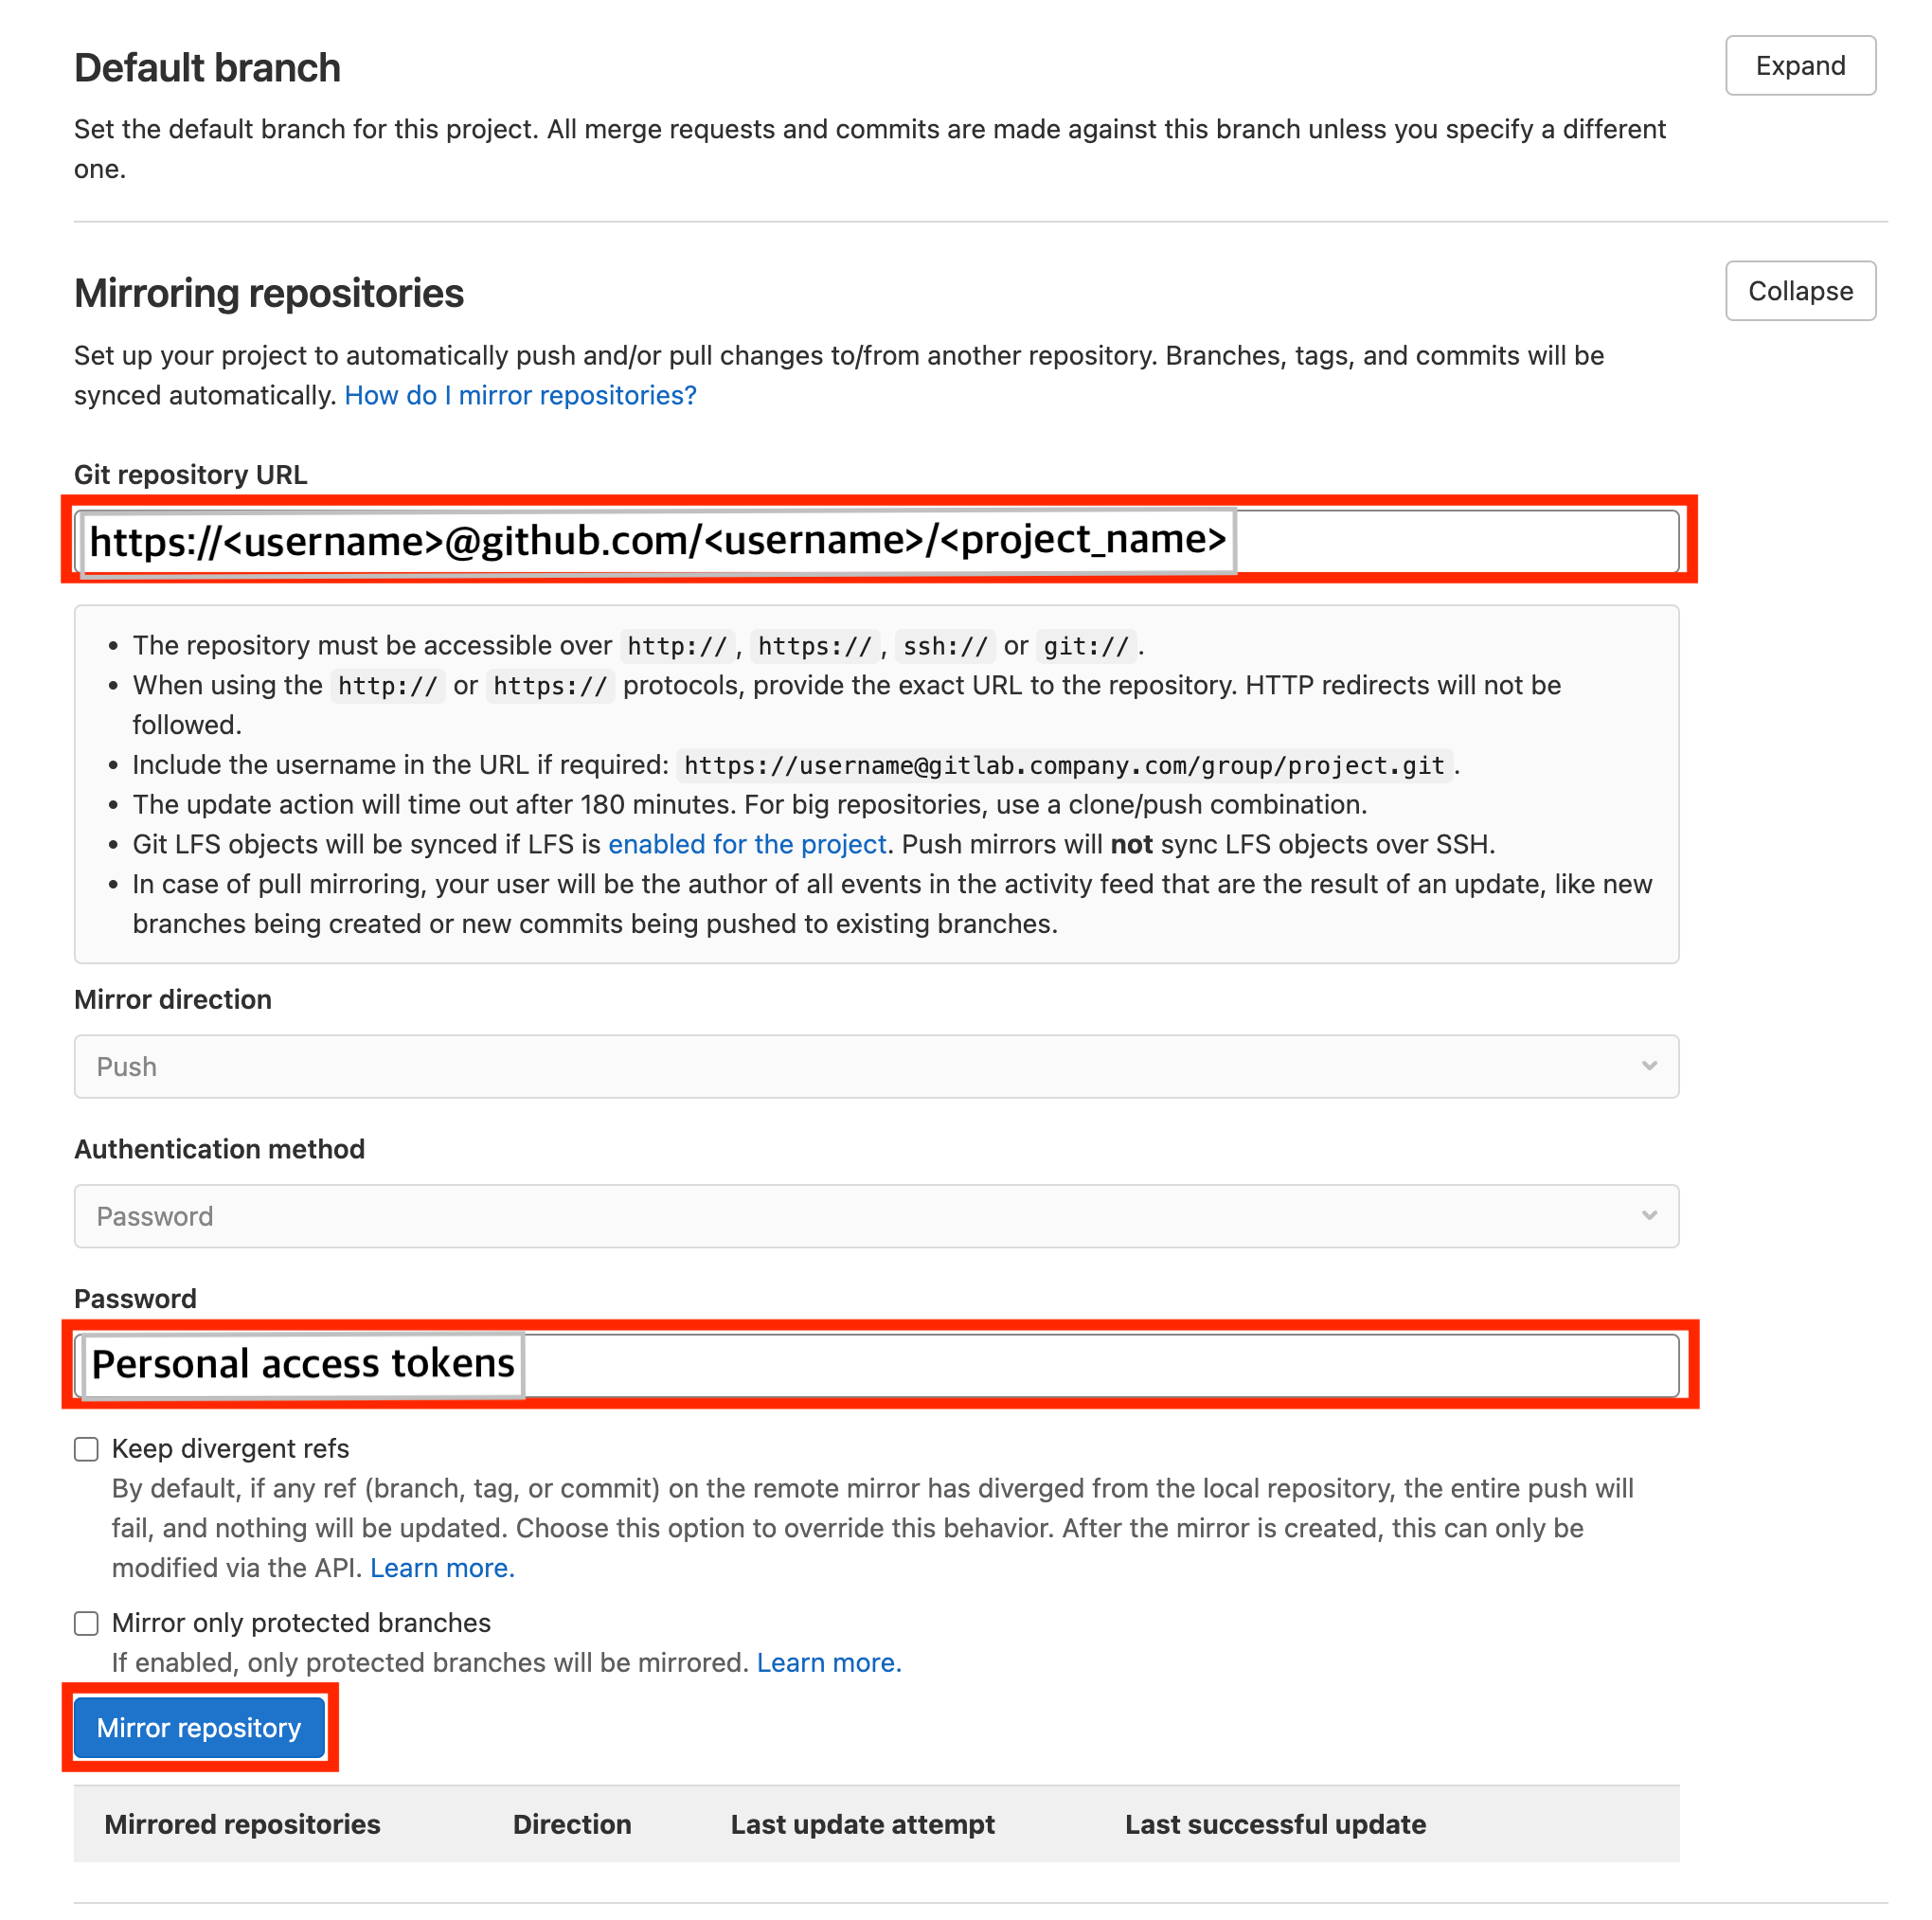 Default branch
Expand
Set the default branch for this project. All merge requests and commits are made against this branch unless you specify a different
one.
Mirroring repositories
Collapse
Set up your project to automatically push and/or pull changes to/from another repository. Branches, tags, and commits will be
synced automatically. How do I mirror repositories?
Git repository URL
https://<username>@github.com/<username>/<project_name>
• The repository must be accessible over http://, https://, ssh:// or git://.
• When using the http:// or https:// protocols, provide the exact URL to the repository. HTTP redirects will not be
followed.
• Include the username in the URL if required: https://username@gitlab.company.com/group/project.git.
• The update action will time out after 180 minutes. For big repositories, use a clone/push combination.
• Git LFS objects will be synced if LFS is enabled for the project. Push mirrors will not sync LFS objects over SSH.
• In case of pull mirroring, your user will be the author of all events in the activity feed that are the result of an update, like new
branches being created or new commits being pushed to existing branches.
Mirror direction
Push
Authentication method
Password
Password
Personal access tokens
Keep divergent refs
By default, if any ref (branch, tag, or commit) on the remote mirror has diverged from the local repository, the entire push will
fail, and nothing will be updated. Choose this option to override this behavior. After the mirror is created, this can only be
modified via the API. Learn more.
Mirror only protected branches
If enabled, only protected branches will be mirrored. Learn more.
Mirror repository
Mirrored repositories Direction Last update attempt Last successful update